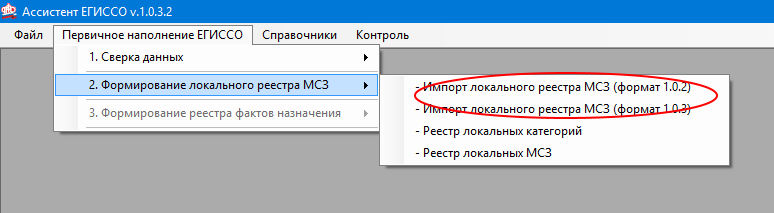 Ассистент ЕГИССО v.1.0.3.2
Файл Первичное наполнение ЕГИССО Справочники Контроль
1. Сверка данных
2. Формирование локального реестра МСЗ
3. Формирование реестра фактов назначения
- Импорт локального реестра МСЗ (формат 1.0.2)
- Импорт локального реестра МСЗ (формат 1.0.3)
- Реестр локальных категорий
- Реестр локальных МСЗ